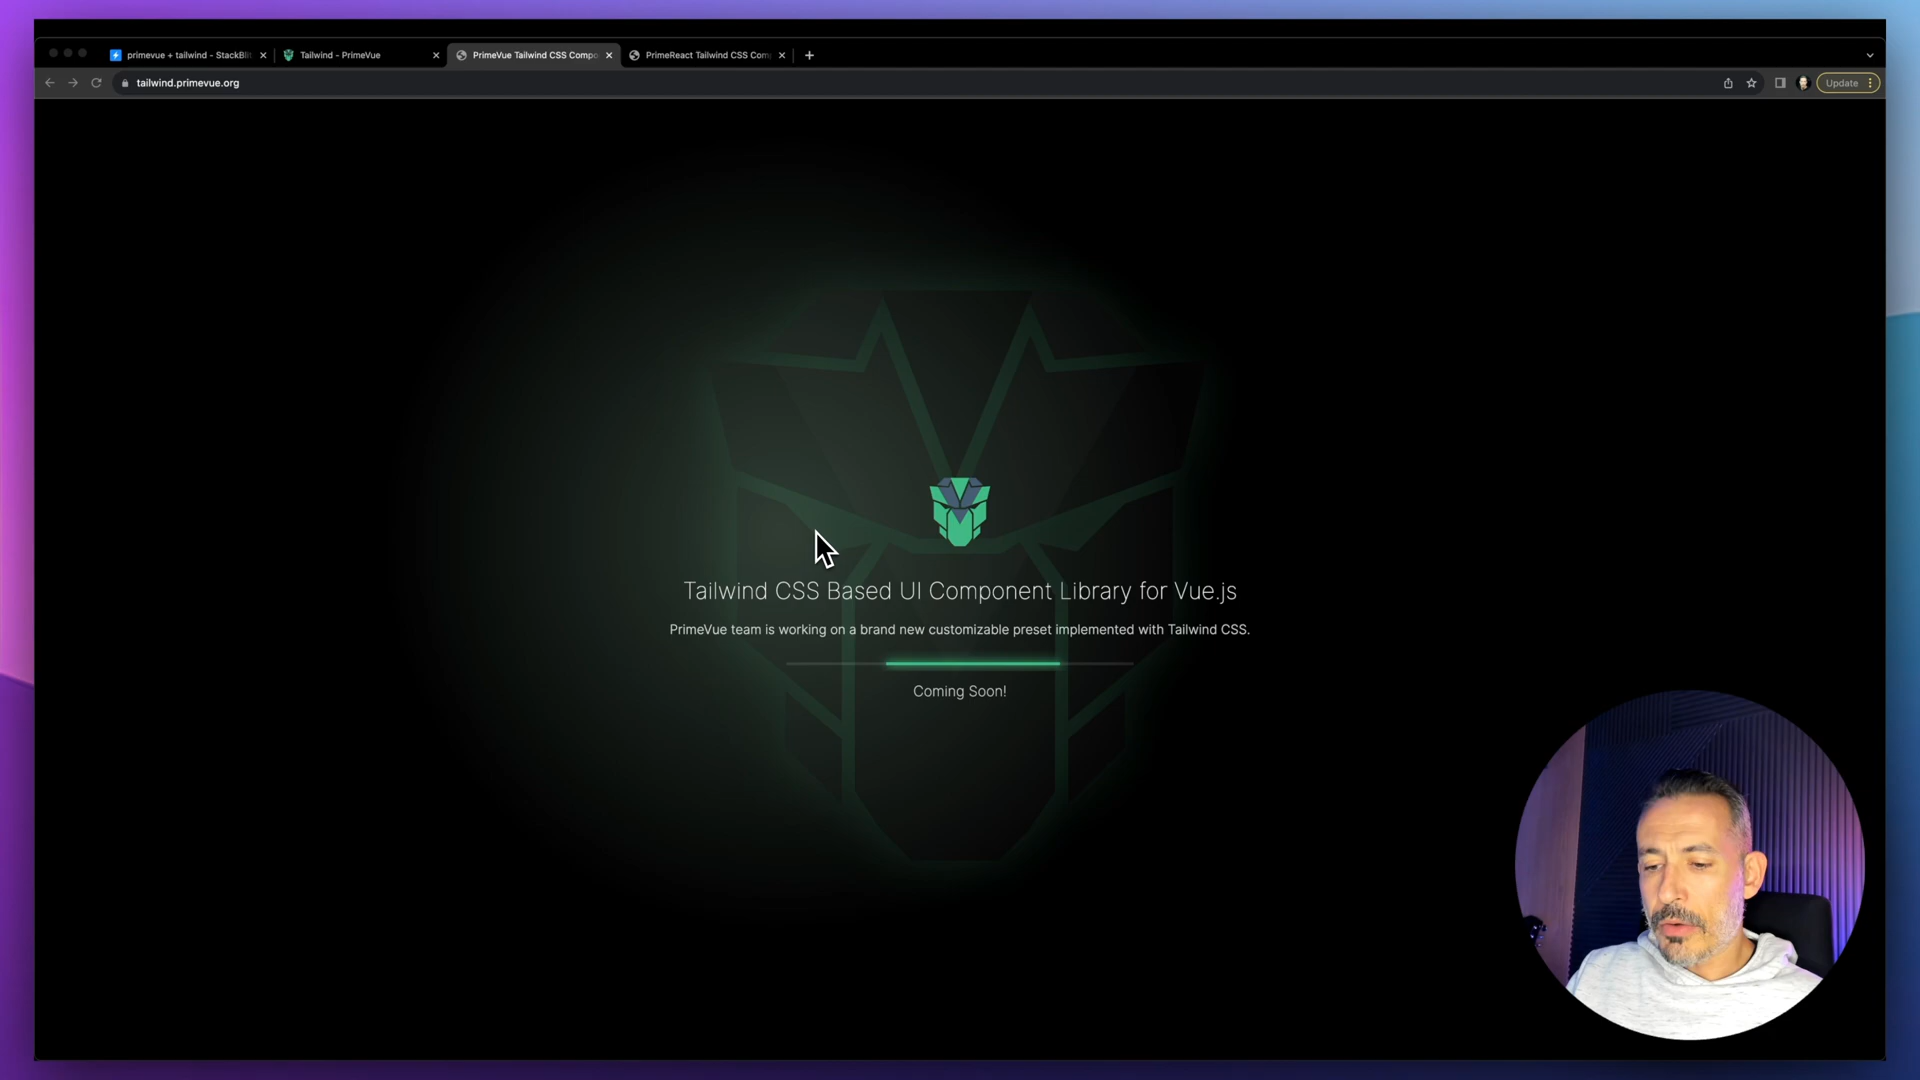 primevue + tailwind - StackBlit
Tailwind - PrimeVue
PrimeVue Tailwind CSS Compo
PrimeReact Tailwind CSS Com
tailwind.primevue.org
Update
Tailwind CSS Based UI Component Library for Vue.js
PrimeVue team is working on a brand new customizable preset implemented with Tailwind CSS.
Coming Soon!